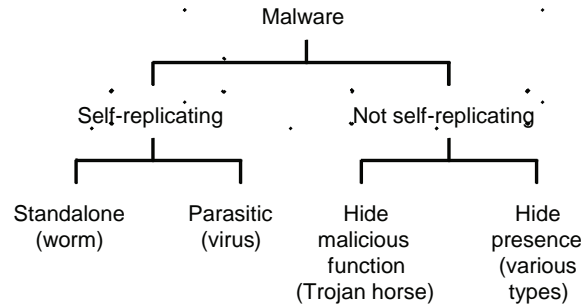 Malware
Self-replicating
Not self-replicating
Standalone
(worm)
Parasitic
(virus)
Hide
malicious
function
(Trojan horse)
Hide
presence
(various
types)